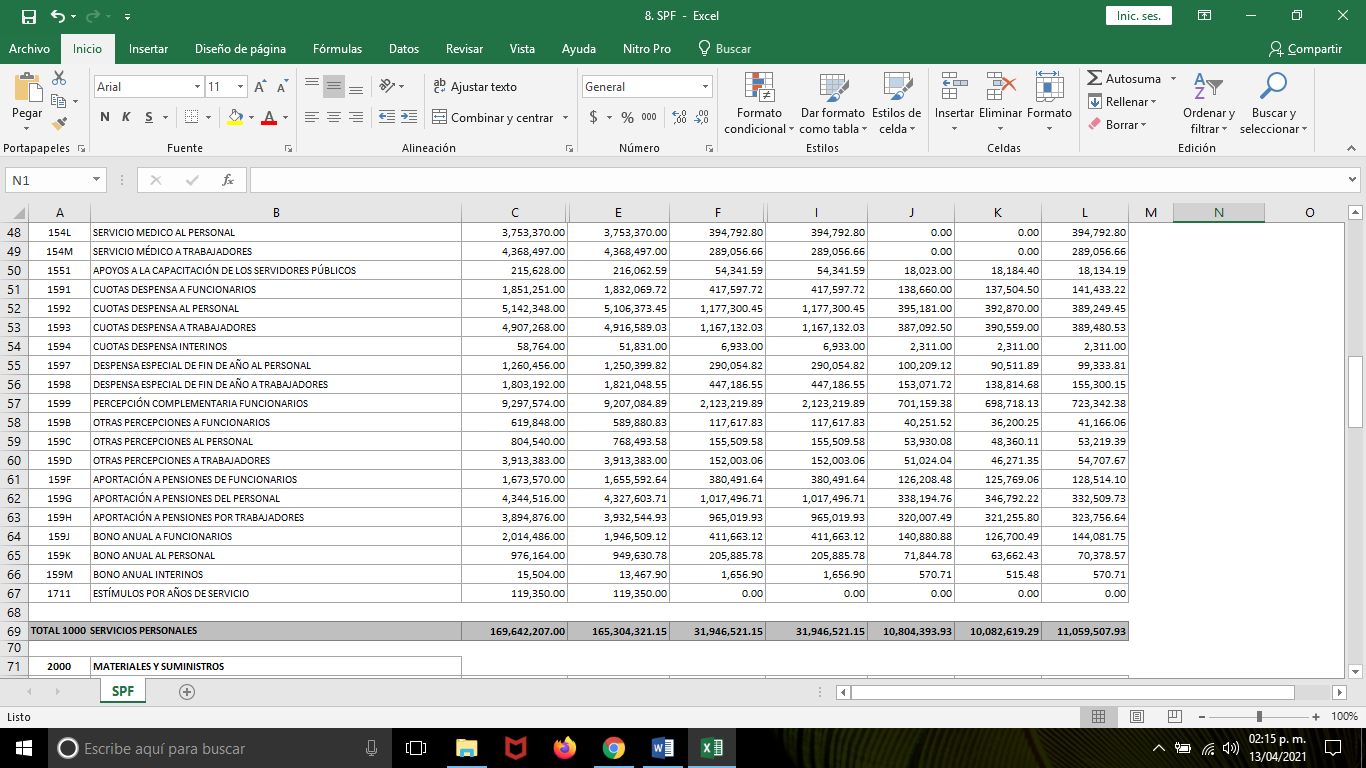 8. SPF - Excel
Inic. ses.
Archivo Inicio Insertar Diseño de página Fórmulas Datos Revisar Vista Ayuda Nitro Pro Buscar Compartir
Arial 11 Ajustar texto General Autosuma
Pegar N K S Combinar y centrar $ % 000 Formato condicional Dar formato como tabla Estilos de celda Insertar Eliminar Formato Rellenar Borrar Ordenar y filtrar Buscar y seleccionar
Portapapeles Fuente Alineación Número Estilos Celdas Edición
N1 fx
A B C E F I J K L M N O
48 154L SERVICIO MEDICO AL PERSONAL 3,753,370.00 3,753,370.00 394,792.80 394,792.80 0.00 0.00 394,792.80
49 154M SERVICIO MÉDICO A TRABAJADORES 4,368,497.00 4,368,497.00 289,056.66 289,056.66 0.00 0.00 289,056.66
50 1551 APOYOS A LA CAPACITACIÓN DE LOS SERVIDORES PÚBLICOS 215,628.00 216,062.59 54,341.59 54,341.59 18,023.00 18,184.40 18,134.19
51 1591 CUOTAS DESPENSA A FUNCIONARIOS 1,851,251.00 1,832,069.72 417,597.72 417,597.72 138,660.00 137,504.50 141,433.22
52 1592 CUOTAS DESPENSA AL PERSONAL 5,142,348.00 5,106,373.45 1,177,300.45 1,177,300.45 395,181.00 392,870.00 389,249.45
53 1593 CUOTAS DESPENSA A TRABAJADORES 4,907,268.00 4,916,589.03 1,167,132.03 1,167,132.03 387,092.50 390,559.00 389,480.53
54 1594 CUOTAS DESPENSA INTERINOS 58,764.00 51,831.00 6,933.00 6,933.00 2,311.00 2,311.00 2,311.00
55 1597 DESPENSA ESPECIAL DE FIN DE AÑO AL PERSONAL 1,260,456.00 1,250,399.82 290,054.82 290,054.82 100,209.12 90,511.89 99,333.81
56 1598 DESPENSA ESPECIAL DE FIN DE AÑO A TRABAJADORES 1,803,192.00 1,821,048.55 447,186.55 447,186.55 153,071.72 138,814.68 155,300.15
57 1599 PERCEPCIÓN COMPLEMENTARIA FUNCIONARIOS 9,297,574.00 9,207,084.89 2,123,219.89 2,123,219.89 701,159.38 698,718.13 723,342.38
58 159B OTRAS PERCEPCIONES A FUNCIONARIOS 619,848.00 589,880.83 117,617.83 117,617.83 40,251.52 36,200.25 41,166.06
59 159C OTRAS PERCEPCIONES AL PERSONAL 804,540.00 768,493.58 155,509.58 155,509.58 53,930.08 48,360.11 53,219.39
60 159D OTRAS PERCEPCIONES A TRABAJADORES 3,913,383.00 3,913,383.00 152,003.06 152,003.06 51,024.04 46,271.35 54,707.67
61 159F APORTACIÓN A PENSIONES DE FUNCIONARIOS 1,673,570.00 1,655,592.64 380,491.64 380,491.64 126,208.48 125,769.06 128,514.10
62 159G APORTACIÓN A PENSIONES DEL PERSONAL 4,344,516.00 4,327,603.71 1,017,496.71 1,017,496.71 338,194.76 346,792.22 332,509.73
63 159H APORTACIÓN A PENSIONES POR TRABAJADORES 3,894,876.00 3,932,544.93 965,019.93 965,019.93 320,007.49 321,255.80 323,756.64
64 159J BONO ANUAL A FUNCIONARIOS 2,014,486.00 1,946,509.12 411,663.12 411,663.12 140,880.88 126,700.49 144,081.75
65 159K BONO ANUAL AL PERSONAL 976,164.00 949,630.78 205,885.78 205,885.78 71,844.78 63,662.43 70,378.57
66 159M BONO ANUAL INTERINOS 15,504.00 13,467.90 1,656.90 1,656.90 570.71 515.48 570.71
67 1711 ESTÍMULOS POR AÑOS DE SERVICIO 119,350.00 119,350.00 0.00 0.00 0.00 0.00 0.00
68
69 TOTAL 1000 SERVICIOS PERSONALES 169,642,207.00 165,304,321.15 31,946,521.15 31,946,521.15 10,804,393.93 10,082,619.29 11,059,507.93
70
71 2000 MATERIALES Y SUMINISTROS
SPF
Listo 100%
Escribe aquí para buscar 02:15 p. m.
13/04/2021